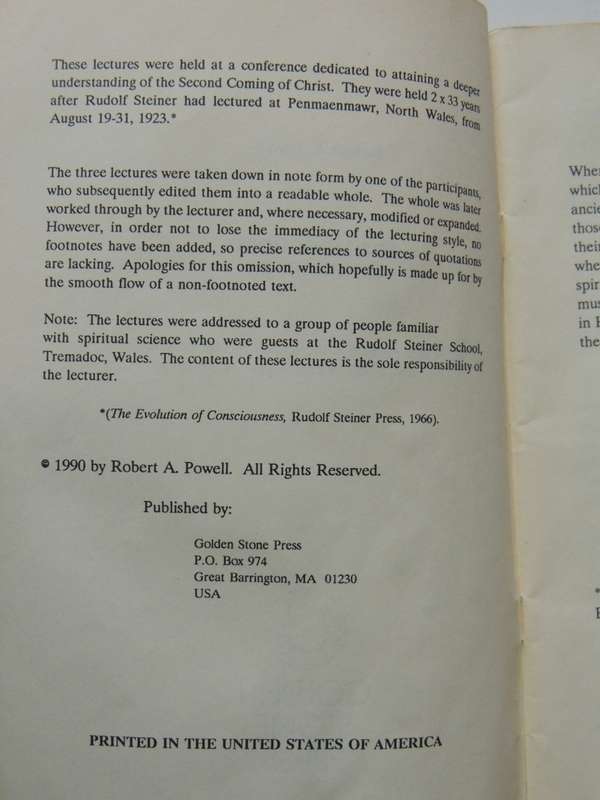 These lectures were held at a conference dedicated to attaining a deeper
understanding of the Second Coming of Christ. They were held 2 x 33 years
after Rudolf Steiner had lectured at Penmaenmawr, North Wales, from
August 19-31, 1923.*
The three lectures were taken down in note form by one of the participants,
who subsequently edited them into a readable whole. The whole was later
worked through by the lecturer and, where necessary, modified or expanded.
However, in order not to lose the immediacy of the lecturing style, no
footnotes have been added, so precise references to sources of quotations
are lacking. Apologies for this omission, which hopefully is made up for by
the smooth flow of a non-footnoted text.
Note: The lectures were addressed to a group of people familiar
with spiritual science who were guests at the Rudolf Steiner School,
Tremadoc, Wales. The content of these lectures is the sole responsibility of
the lecturer.
*(The Evolution of Consciousness, Rudolf Steiner Press, 1966).
© 1990 by Robert A. Powell. All Rights Reserved.
Published by:
Golden Stone Press
P.O. Box 974
Great Barrington, MA 01230
USA
PRINTED IN THE UNITED STATES OF AMERICA
whic
anci
thos
thei
whe
spir
mus
in
the
*